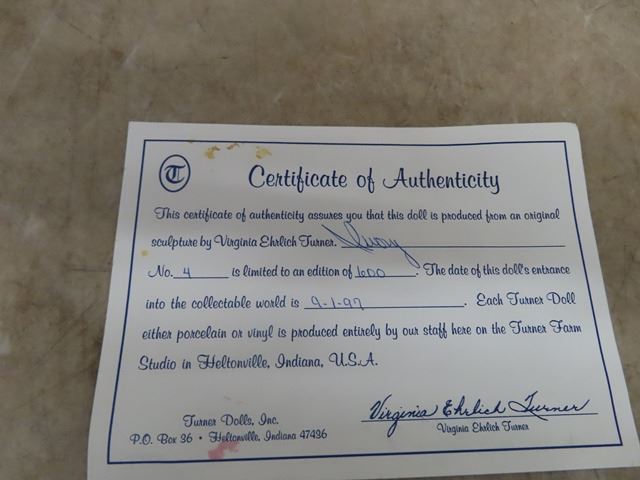 T
Certificate of Authenticity
This certificate of authenticity assures you that this doll is produced from an original
sculpture by Virginia Ehrlich Turner.
No. 4 is limited to an edition of 600. The date of this doll's entrance
into the collectable world is 9-1-97. Each Turner Doll
either porcelain or vinyl is produced entirely by our staff here on the Turner Farm
Studio in Heltonville, Indiana, U.S.A.
Virginia Ehrlich Turner
Virginia Ehrlich Turner
Turner Dolls, Inc.
P.O. Box 36 • Heltonville, Indiana 47436